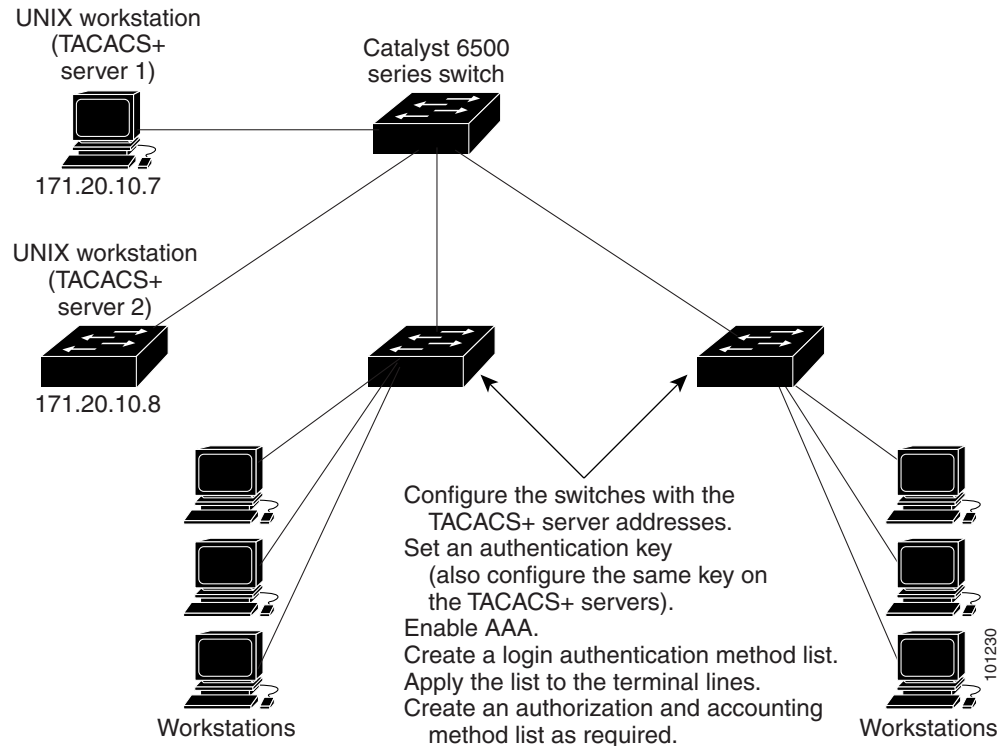 UNIX workstation
(TACACS+
server 1)
Catalyst 6500
series switch
171.20.10.7
UNIX workstation
(TACACS+
server 2)
171.20.10.8
Configure the switches with the
TACACS+ server addresses.
Set an authentication key
(also configure the same key on
the TACACS+ servers).
Enable AAA.
Create a login authentication method list.
Apply the list to the terminal lines.
Create an authorization and accounting
method list as required.
Workstations
Workstations
101230